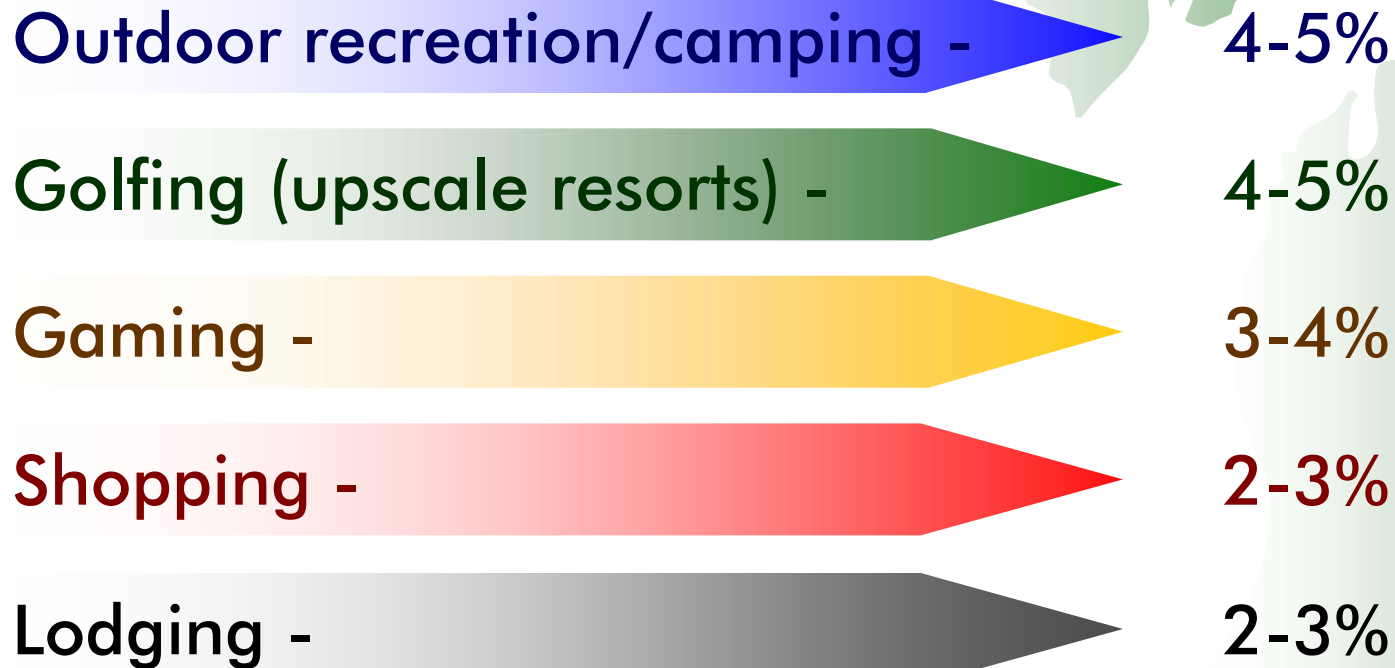 Outdoor recreation/camping - 4-5%
Golfing (upscale resorts) - 4-5%
Gaming - 3-4%
Shopping - 2-3%
Lodging - 2-3%